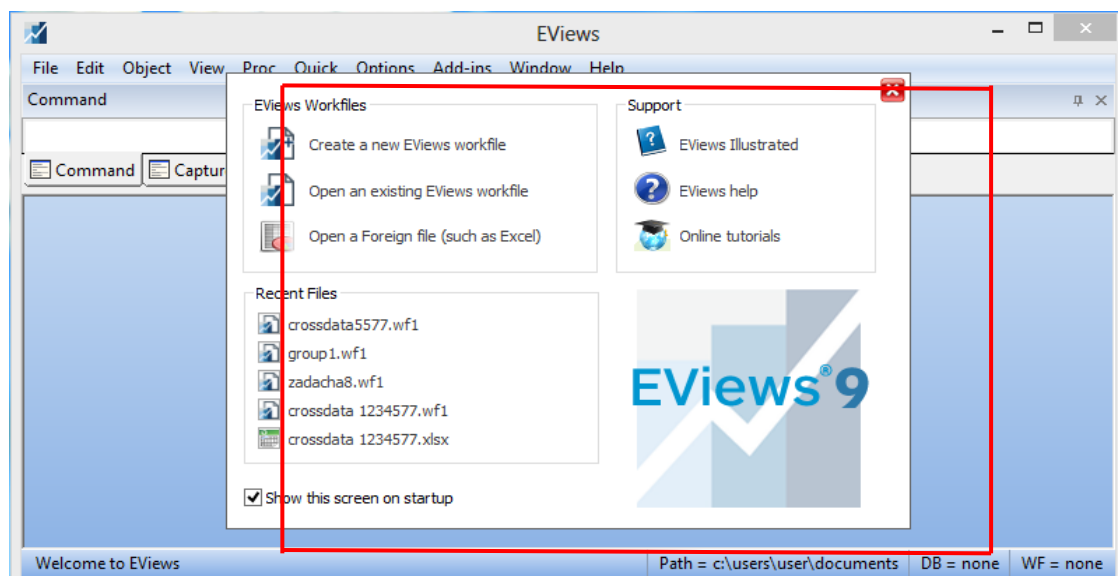 EViews
File Edit Object View Proc Quick Options Add-ins Window Help
Command
Command Captur
EViews Workfiles
Create a new EViews workfile
Open an existing EViews workfile
Open a Foreign file (such as Excel)
Support
EViews Illustrated
EViews help
Online tutorials
Recent Files
crossdata5577.wf1
group1.wf1
zadacha8.wf1
crossdata 1234577.wf1
crossdata 1234577.xlsx
EViews®9
Show this screen on startup
Welcome to EViews Path = c:\users\user\documents DB = none WF = none